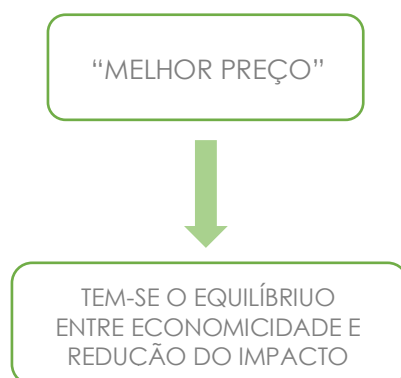 “MELHOR PREÇO”
TEM-SE O EQUILÍBRIUO
ENTRE ECONOMICIDADE E
REDUCÃO DO IMPACTO